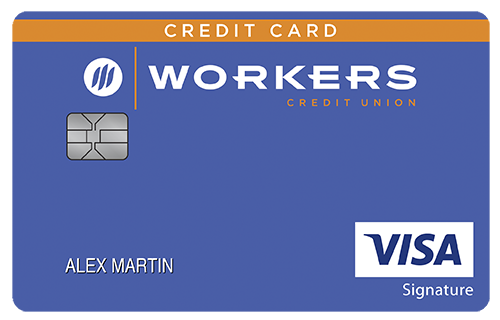 CREDIT CARD
WORKERS
CREDIT UNION
ALEX MARTIN
VISA
Signature